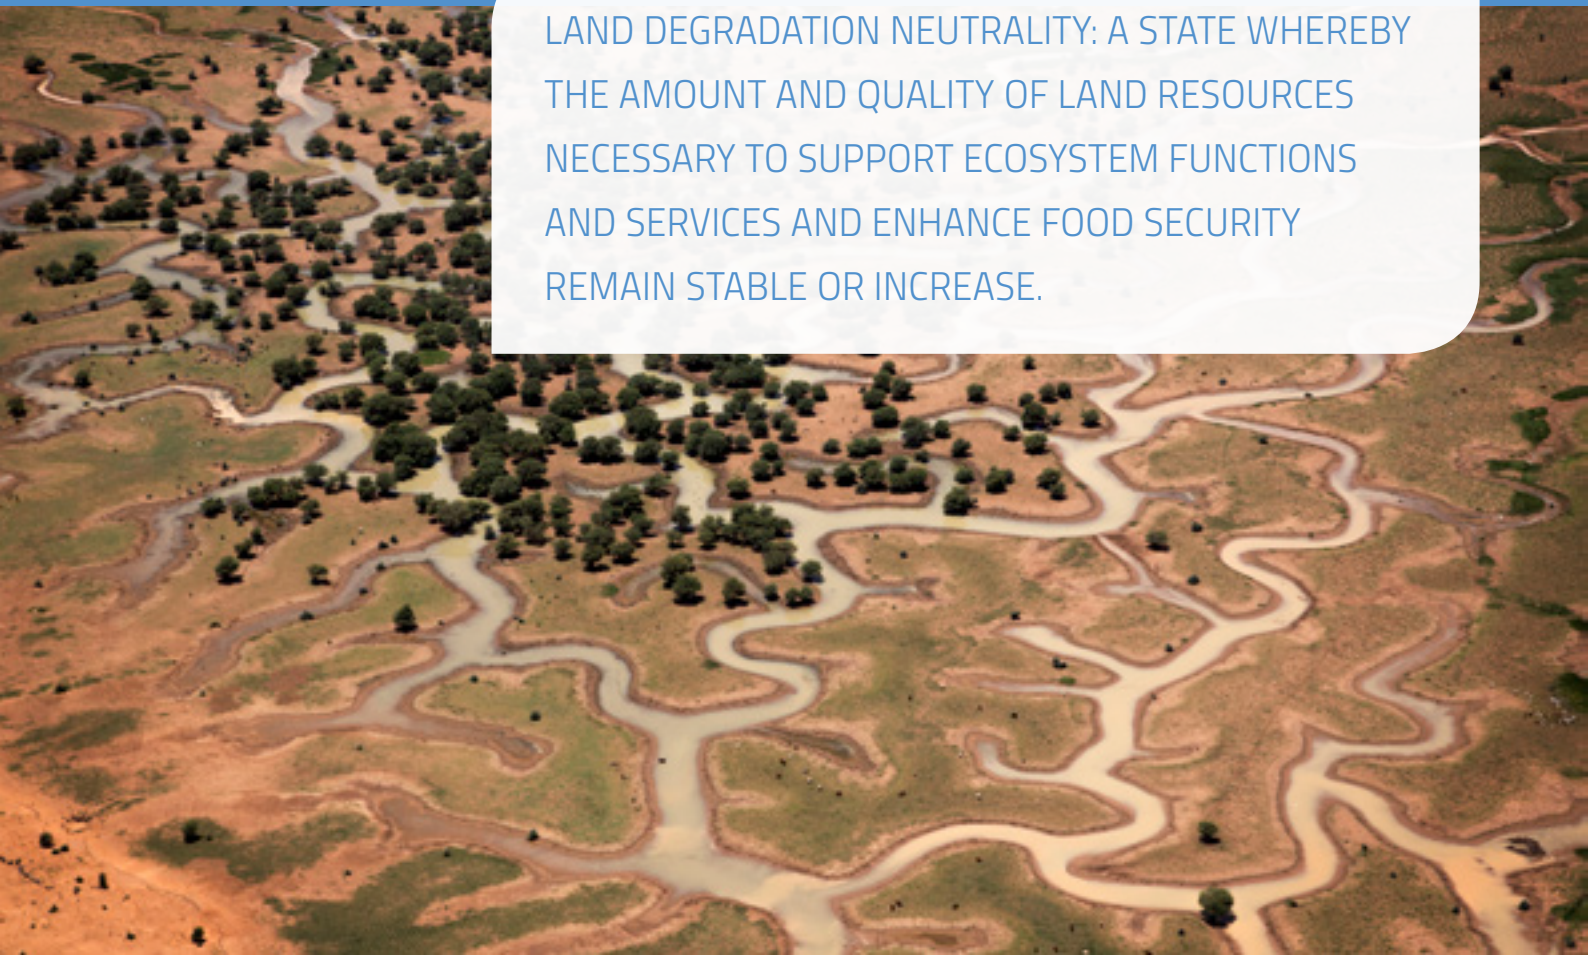 LAND DEGRADATION NEUTRALITY: A STATE WHEREBY
THE AMOUNT AND QUALITY OF LAND RESOURCES
NECESSARY TO SUPPORT ECOSYSTEM FUNCTIONS
AND SERVICES AND ENHANCE FOOD SECURITY
REMAIN STABLE OR INCREASE.